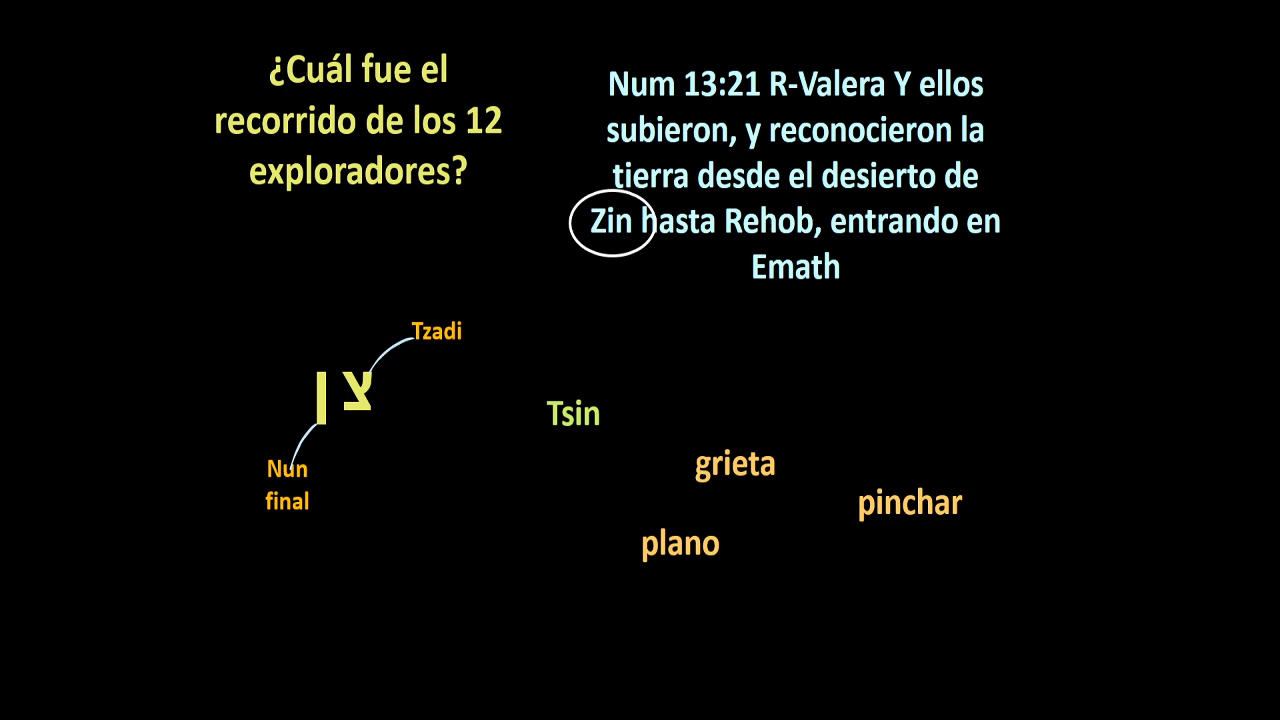 ¿Cuál fue el
recorrido de los 12
exploradores?
Num 13:21 R-Valera Y ellos
subieron, y reconocieron la
tierra desde el desierto de
Zin hasta Rehob, entrando en
Emath
Tzadi
צן
Nun
final
Tsin
grieta
pinchar
plano